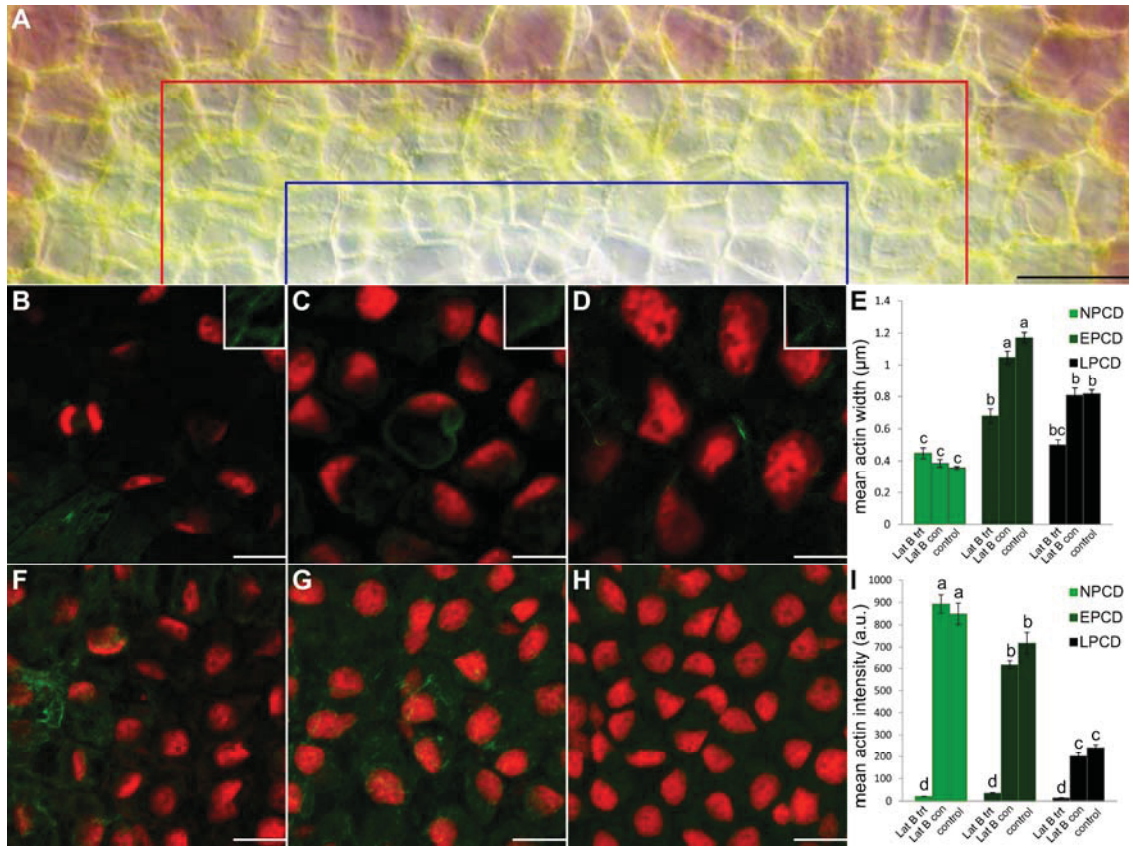 A
B
C
D
E
1.4
1.2
1
0.8
0.6
0.4
0.2
0
mean actin width (µm)
NPCD
EPCD
LPCD
c c c
b a a
bc b b
Lat B trt
Lat B con
control
Lat B trt
Lat B con
control
Lat B trt
Lat B con
control
F
G
H
I
1000
900
800
700
600
500
400
300
200
100
0
mean actin intensity (a.u.)
NPCD
EPCD
LPCD
d a a
d b b
d c c
Lat B trt
Lat B con
control
Lat B trt
Lat B con
control
Lat B trt
Lat B con
control